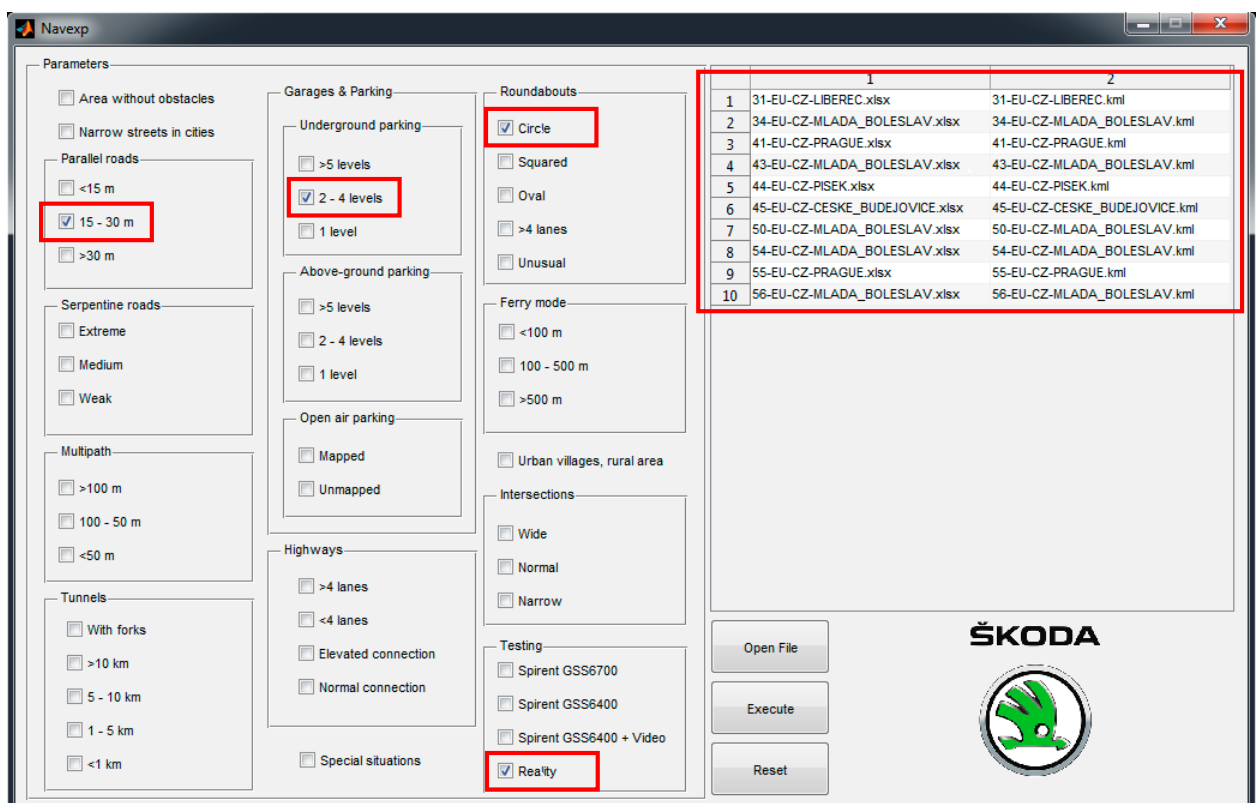 Navexp
Parameters
Area without obstacles
Narrow streets in cities
Parallel roads
<15 m
15 - 30 m
>30 m
Serpentine roads
Extreme
Medium
Weak
Multipath
>100 m
100 - 50 m
<50 m
Tunnels
With forks
>10 km
5 - 10 km
1 - 5 km
<1 km
Garages & Parking
Underground parking
>5 levels
2 - 4 levels
1 level
Above-ground parking
>5 levels
2 - 4 levels
1 level
Open air parking
Mapped
Unmapped
Highways
>4 lanes
<4 lanes
Elevated connection
Normal connection
Special situations
Roundabouts
Circle
Squared
Oval
>4 lanes
Unusual
Ferry mode
<100 m
100 - 500 m
>500 m
Urban villages, rural area
Intersections
Wide
Normal
Narrow
Testing
Spirent GSS6700
Spirent GSS6400
Spirent GSS6400 + Video
Reality
1 2
1 31-EU-CZ-LIBEREC.xlsx 31-EU-CZ-LIBEREC.kml
2 34-EU-CZ-MLADA_BOLESLAV.xlsx 34-EU-CZ-MLADA_BOLESLAV.kml
3 41-EU-CZ-PRAGUE.xlsx 41-EU-CZ-PRAGUE.kml
4 43-EU-CZ-MLADA_BOLESLAV.xlsx 43-EU-CZ-MLADA_BOLESLAV.kml
5 44-EU-CZ-PISEK.xlsx 44-EU-CZ-PISEK.kml
6 45-EU-CZ-CESKE_BUDEJOVICE.xlsx 45-EU-CZ-CESKE_BUDEJOVICE.kml
7 50-EU-CZ-MLADA_BOLESLAV.xlsx 50-EU-CZ-MLADA_BOLESLAV.kml
8 54-EU-CZ-MLADA_BOLESLAV.xlsx 54-EU-CZ-MLADA_BOLESLAV.kml
9 55-EU-CZ-PRAGUE.xlsx 55-EU-CZ-PRAGUE.kml
10 56-EU-CZ-MLADA_BOLESLAV.xlsx 56-EU-CZ-MLADA_BOLESLAV.kml
Open File
Execute
Reset
ŠKODA